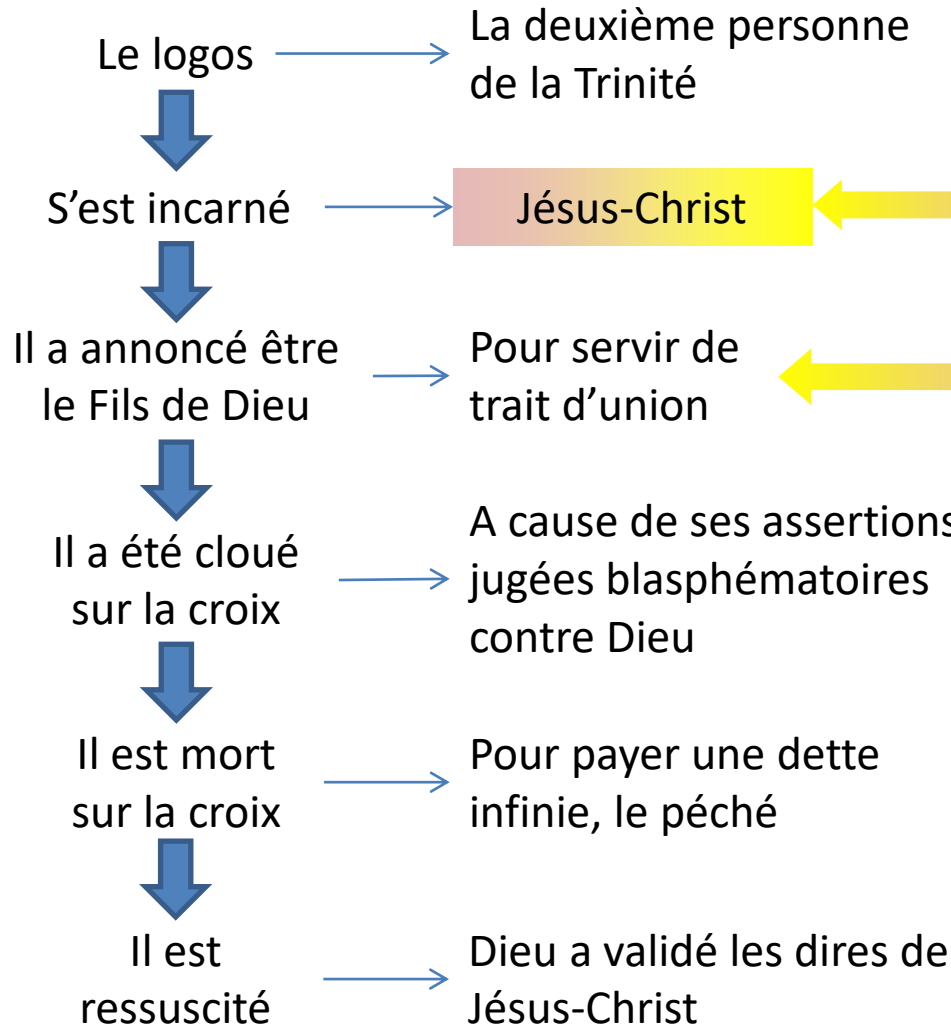 Le logos
La deuxième personne
de la Trinité
S'est incarné
Jésus-Christ
Il a annoncé être
le Fils de Dieu
Pour servir de
trait d'union
Il a été cloué
sur la croix
A cause de ses assertions
jugées blasphématoires
contre Dieu
Il est mort
sur la croix
Pour payer une dette
infinie, le péché
Il est
ressuscité
Dieu a validé les dires de
Jésus-Christ